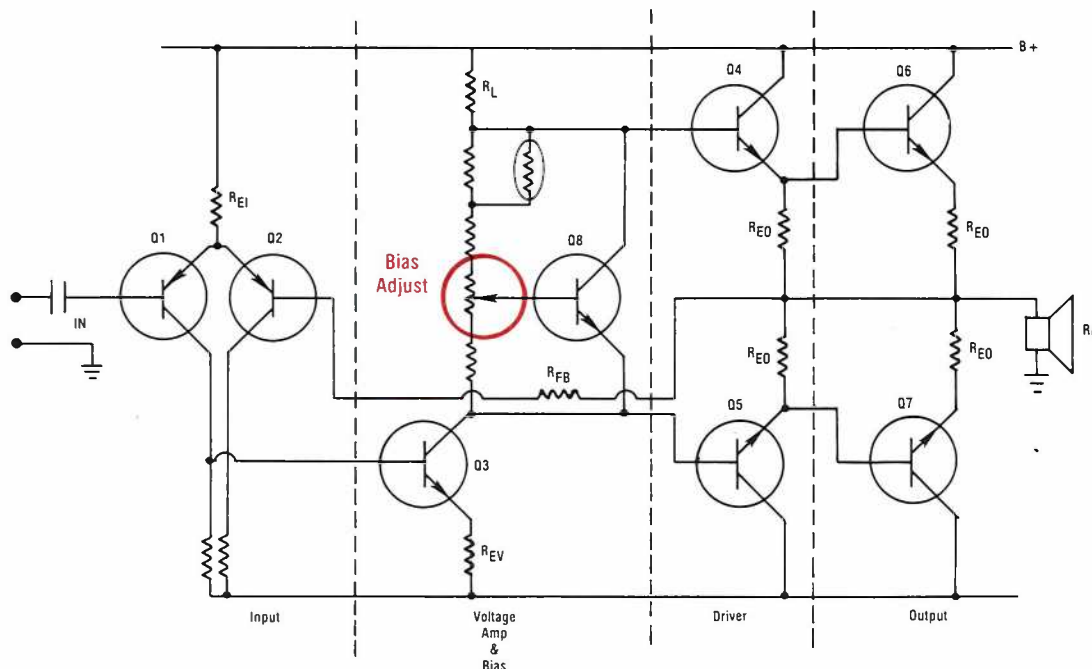 B+
Q4
Q6
RL
REI
REO
REO
Q1
Q2
Q8
Bias
Adjust
IN
RFB
REO
REO
Q5
Q7
Q3
REV
Input
Voltage
Amp
&
Bias
Driver
Output